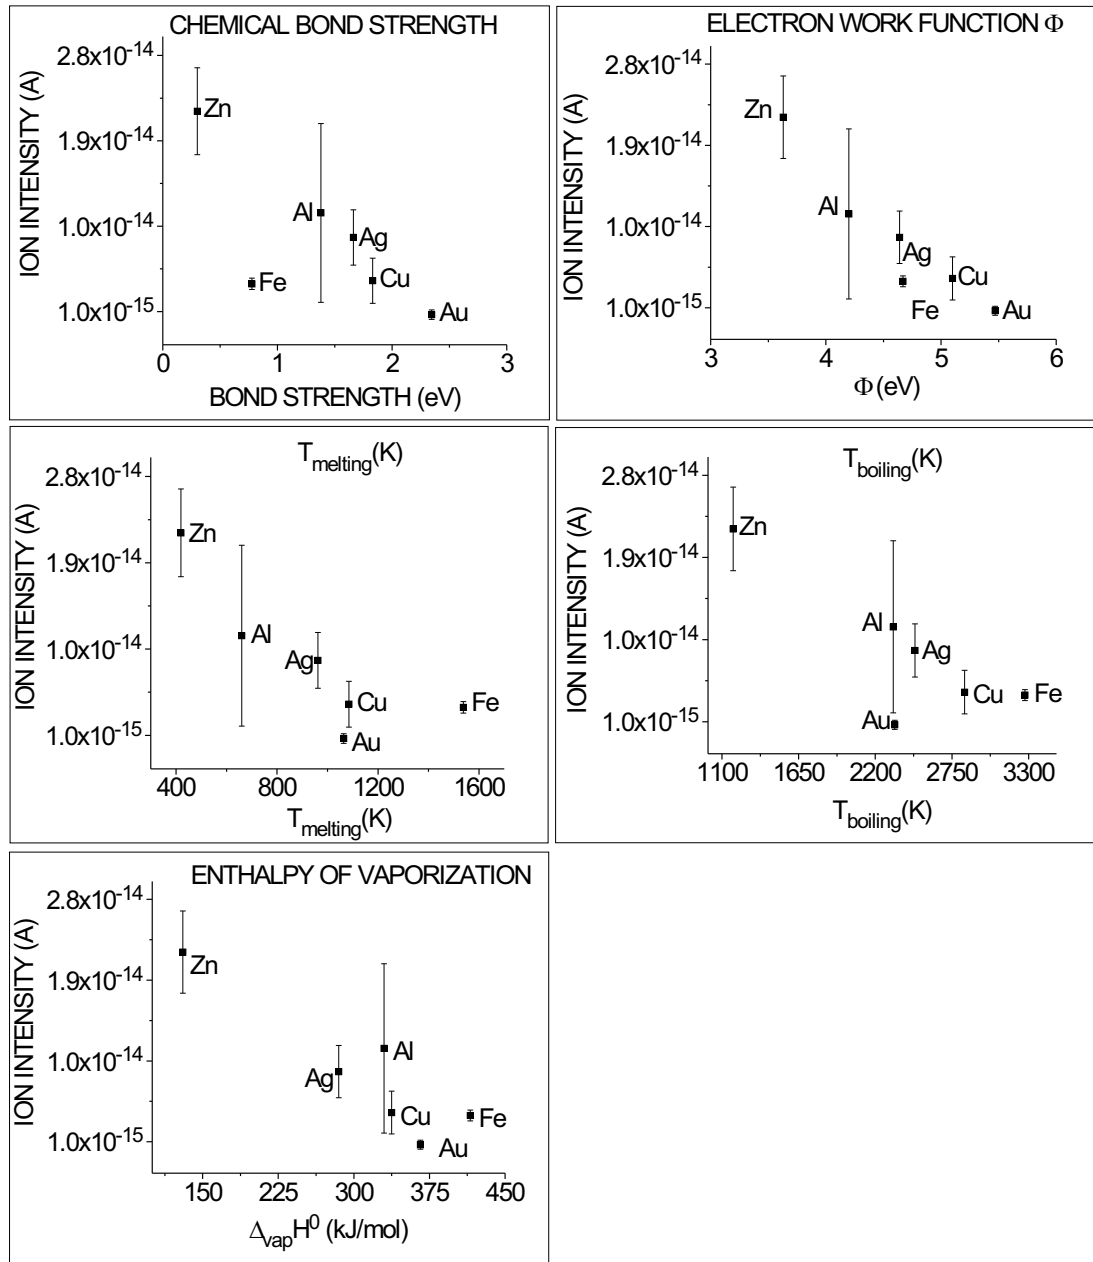 CHEMICAL BOND STRENGTH
ION INTENSITY (A)
2.8x10⁻¹⁴
1.9x10⁻¹⁴
1.0x10⁻¹⁴
1.0x10⁻¹⁵
Zn
Al
Ag
Fe
Cu
Au
0 1 2 3
BOND STRENGTH (eV)
ELECTRON WORK FUNCTION Φ
ION INTENSITY (A)
2.8x10⁻¹⁴
1.9x10⁻¹⁴
1.0x10⁻¹⁴
1.0x10⁻¹⁵
Zn
Al
Ag
Cu
Fe
Au
3 4 5 6
Φ (eV)
T_melting(K)
ION INTENSITY (A)
2.8x10⁻¹⁴
1.9x10⁻¹⁴
1.0x10⁻¹⁴
1.0x10⁻¹⁵
Zn
Al
Ag
Cu
Fe
Au
400 800 1200 1600
T_melting(K)
T_boiling(K)
ION INTENSITY (A)
2.8x10⁻¹⁴
1.9x10⁻¹⁴
1.0x10⁻¹⁴
1.0x10⁻¹⁵
Zn
Al
Ag
Cu
Fe
Au
1100 1650 2200 2750 3300
T_boiling(K)
ENTHALPY OF VAPORIZATION
ION INTENSITY (A)
2.8x10⁻¹⁴
1.9x10⁻¹⁴
1.0x10⁻¹⁴
1.0x10⁻¹⁵
Zn
Al
Ag
Cu
Fe
Au
150 225 300 375 450
Δ_vapH⁰ (kJ/mol)